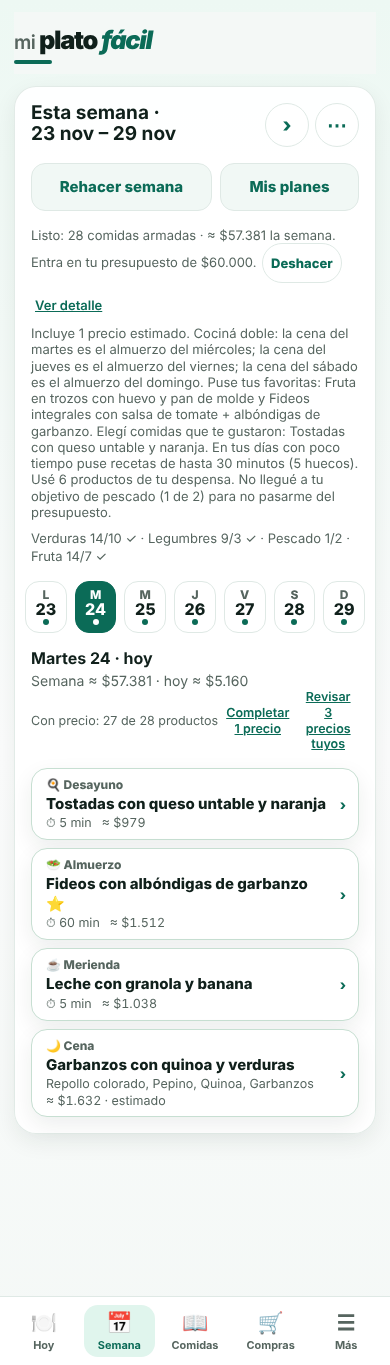 mi plato fácil
Esta semana ·
23 nov – 29 nov
›
···
Rehacer semana
Mis planes
Listo: 28 comidas armadas · ≈ $57.381 la semana.
Entra en tu presupuesto de $60.000. Deshacer
Ver detalle
Incluye 1 precio estimado. Cociná doble: la cena del
martes es el almuerzo del miércoles; la cena del
jueves es el almuerzo del viernes; la cena del sábado
es el almuerzo del domingo. Puse tus favoritas: Fruta
en trozos con huevo y pan de molde y Fideos
integrales con salsa de tomate + albóndigas de
garbanzo. Elegí comidas que te gustaron: Tostadas
con queso untable y naranja. En tus días con poco
tiempo puse recetas de hasta 30 minutos (5 huecos).
Usé 6 productos de tu despensa. No llegué a tu
objetivo de pescado (1 de 2) para no pasarme del
presupuesto.
Verduras 14/10 ✓ · Legumbres 9/3 ✓ · Pescado 1/2 ·
Fruta 14/7 ✓
L M M J V S D
23 24 25 26 27 28 29
Martes 24 · hoy
Semana ≈ $57.381 · hoy ≈ $5.160
Con precio: 27 de 28 productos
Completar
1 precio
Revisar
3
precios
tuyos
🍳 Desayuno
Tostadas con queso untable y naranja ›
⏱ 5 min ≈ $979
🥗 Almuerzo
Fideos con albóndigas de garbanzo
⭐ ›
⏱ 60 min ≈ $1.512
☕ Merienda
Leche con granola y banana ›
⏱ 5 min ≈ $1.038
🌙 Cena
Garbanzos con quinoa y verduras ›
Repollo colorado, Pepino, Quinoa, Garbanzos
≈ $1.632 · estimado
Hoy Semana Comidas Compras Más